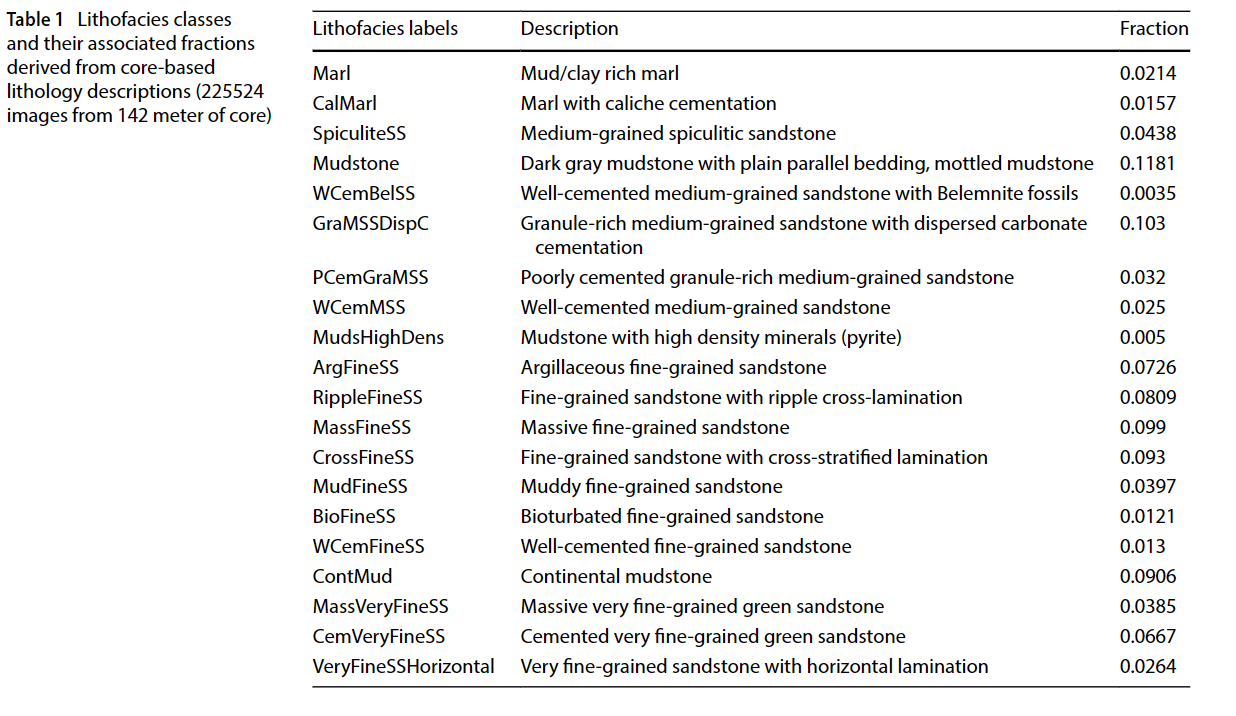 Table 1 Lithofacies classes
and their associated fractions
derived from core-based
lithology descriptions (225524
images from 142 meter of core)
Lithofacies labels Description Fraction
Marl Mud/clay rich marl 0.0214
CalMarl Marl with caliche cementation 0.0157
SpiculiteSS Medium-grained spiculitic sandstone 0.0438
Mudstone Dark gray mudstone with plain parallel bedding, mottled mudstone 0.1181
WCemBelSS Well-cemented medium-grained sandstone with Belemnite fossils 0.0035
GraMSSDispC Granule-rich medium-grained sandstone with dispersed carbonate 0.103
cementation
PCemGraMSS Poorly cemented granule-rich medium-grained sandstone 0.032
WCemMSS Well-cemented medium-grained sandstone 0.025
MudsHighDens Mudstone with high density minerals (pyrite) 0.005
ArgFineSS Argillaceous fine-grained sandstone 0.0726
RippleFineSS Fine-grained sandstone with ripple cross-lamination 0.0809
MassFineSS Massive fine-grained sandstone 0.099
CrossFineSS Fine-grained sandstone with cross-stratified lamination 0.093
MudFineSS Muddy fine-grained sandstone 0.0397
BioFineSS Bioturbated fine-grained sandstone 0.0121
WCemFineSS Well-cemented fine-grained sandstone 0.013
ContMud Continental mudstone 0.0906
MassVeryFineSS Massive very fine-grained green sandstone 0.0385
CemVeryFineSS Cemented very fine-grained green sandstone 0.0667
VeryFineSSHorizontal Very fine-grained sandstone with horizontal lamination 0.0264